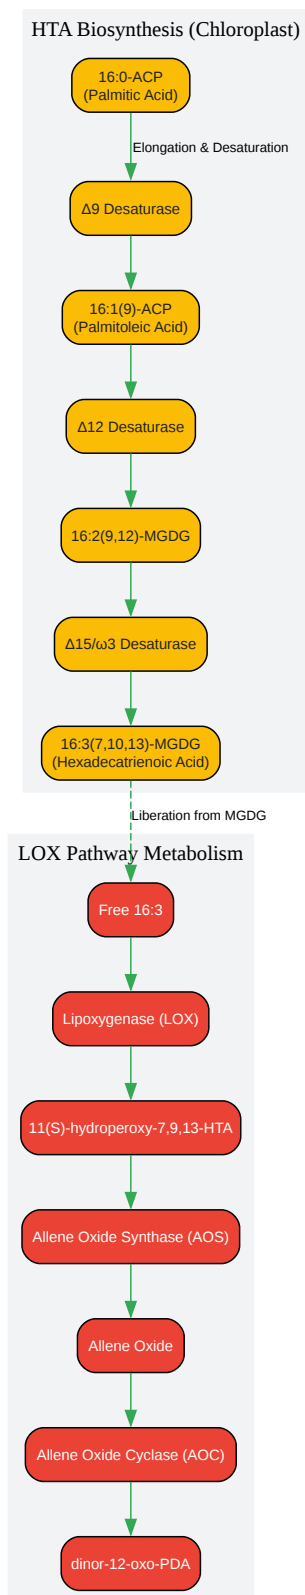 HTA Biosynthesis (Chloroplast)
16:0-ACP
(Palmitic Acid)
Elongation & Desaturation
Δ9 Desaturase
16:1(9)-ACP
(Palmitoleic Acid)
Δ12 Desaturase
16:2(9,12)-MGDG
Δ15/ω3 Desaturase
16:3(7,10,13)-MGDG
(Hexadecatrienoic Acid)
Liberation from MGDG
LOX Pathway Metabolism
Free 16:3
Lipoxygenase (LOX)
11(S)-hydroperoxy-7,9,13-HTA
Allene Oxide Synthase (AOS)
Allene Oxide
Allene Oxide Cyclase (AOC)
dinor-12-oxo-PDA